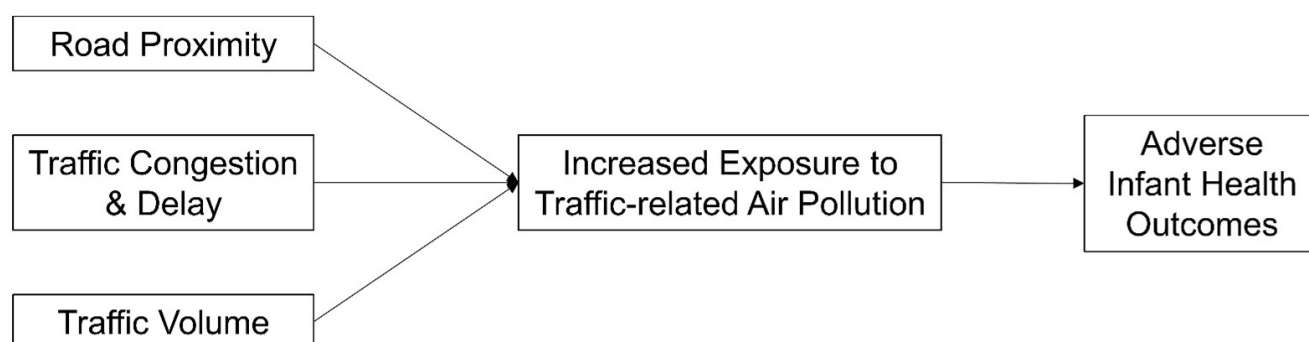 Road Proximity
Traffic Congestion
& Delay
Traffic Volume
Increased Exposure to
Traffic-related Air Pollution
Adverse
Infant Health
Outcomes